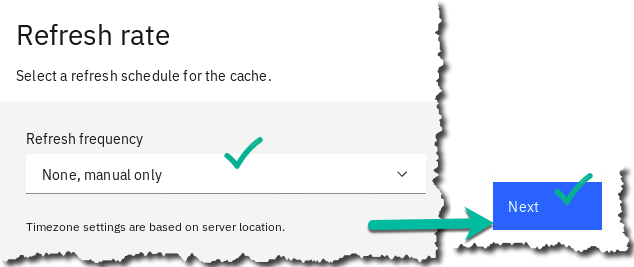 Refresh rate
Select a refresh schedule for the cache.
Refresh frequency
None, manual only
Timezone settings are based on server location.
Next